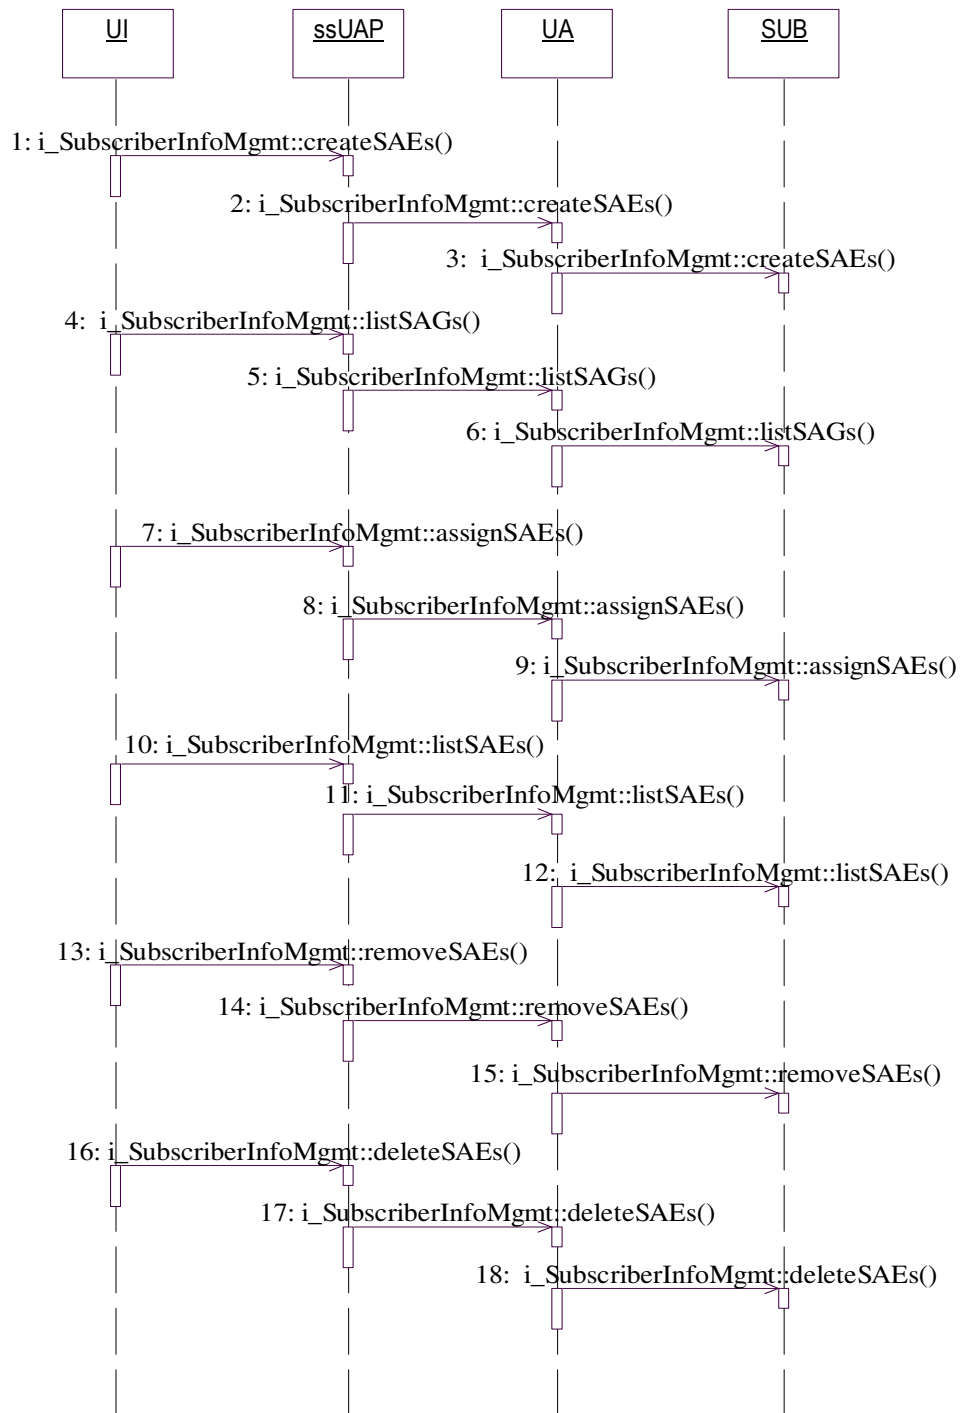 UI ssUAP UA SUB
1: i_SubscriberInfoMgmt::createSAEs()
2: i_SubscriberInfoMgmt::createSAEs()
3:  i_SubscriberInfoMgmt::createSAEs()
4:  i_SubscriberInfoMgmt::listSAGs()
5: i_SubscriberInfoMgmt::listSAGs()
6: i_SubscriberInfoMgmt::listSAGs()
7: i_SubscriberInfoMgmt::assignSAEs()
8: i_SubscriberInfoMgmt::assignSAEs()
9: i_SubscriberInfoMgmt::assignSAEs()
10: i_SubscriberInfoMgmt::listSAEs()
11: i_SubscriberInfoMgmt::listSAEs()
12:  i_SubscriberInfoMgmt::listSAEs()
13: i_SubscriberInfoMgmt::removeSAEs()
14: i_SubscriberInfoMgmt::removeSAEs()
15: i_SubscriberInfoMgmt::removeSAEs()
16: i_SubscriberInfoMgmt::deleteSAEs()
17: i_SubscriberInfoMgmt::deleteSAEs()
18:  i_SubscriberInfoMgmt::deleteSAEs()